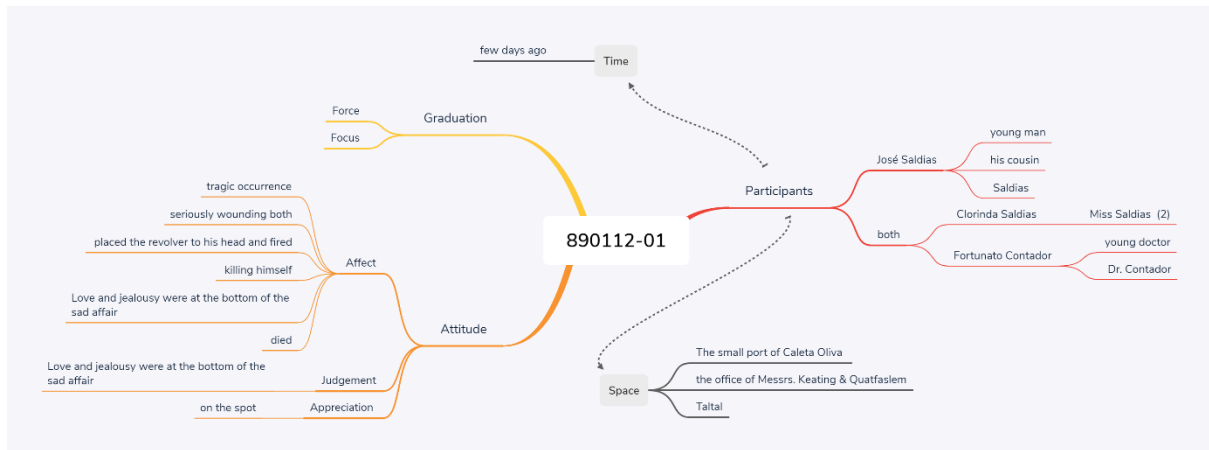 few days ago
Time
Force
Graduation
Focus
young man
José Saldias
his cousin
tragic occurrence
Participants
Saldias
seriously wounding both
Clorinda Saldias
Miss Saldias (2)
both
placed the revolver to his head and fired
890112-01
young doctor
Fortunato Contador
Affect
killing himself
Dr. Contador
Love and jealousy were at the bottom of the
sad affair
Attitude
died
The small port of Caleta Oliva
Love and jealousy were at the bottom of the
sad affair
Judgement
the office of Messrs. Keating & Quatfaslem
Space
on the spot
Appreciation
Taltal